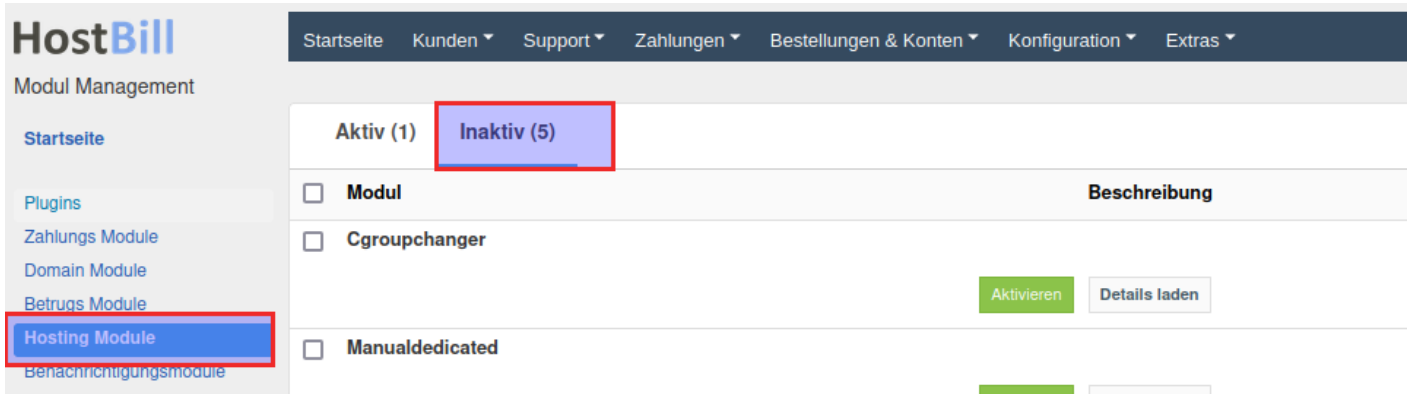 HostBill
Modul Management
Startseite
Plugins
Zahlungs Module
Domain Module
Betrugs Module
Hosting Module
Benachrichtigungsmodule
Startseite Kunden Support Zahlungen Bestellungen & Konten Konfiguration Extras
Aktiv (1) Inaktiv (5)
Modul Beschreibung
Cgroupchanger
Aktivieren Details laden
Manualdedicated